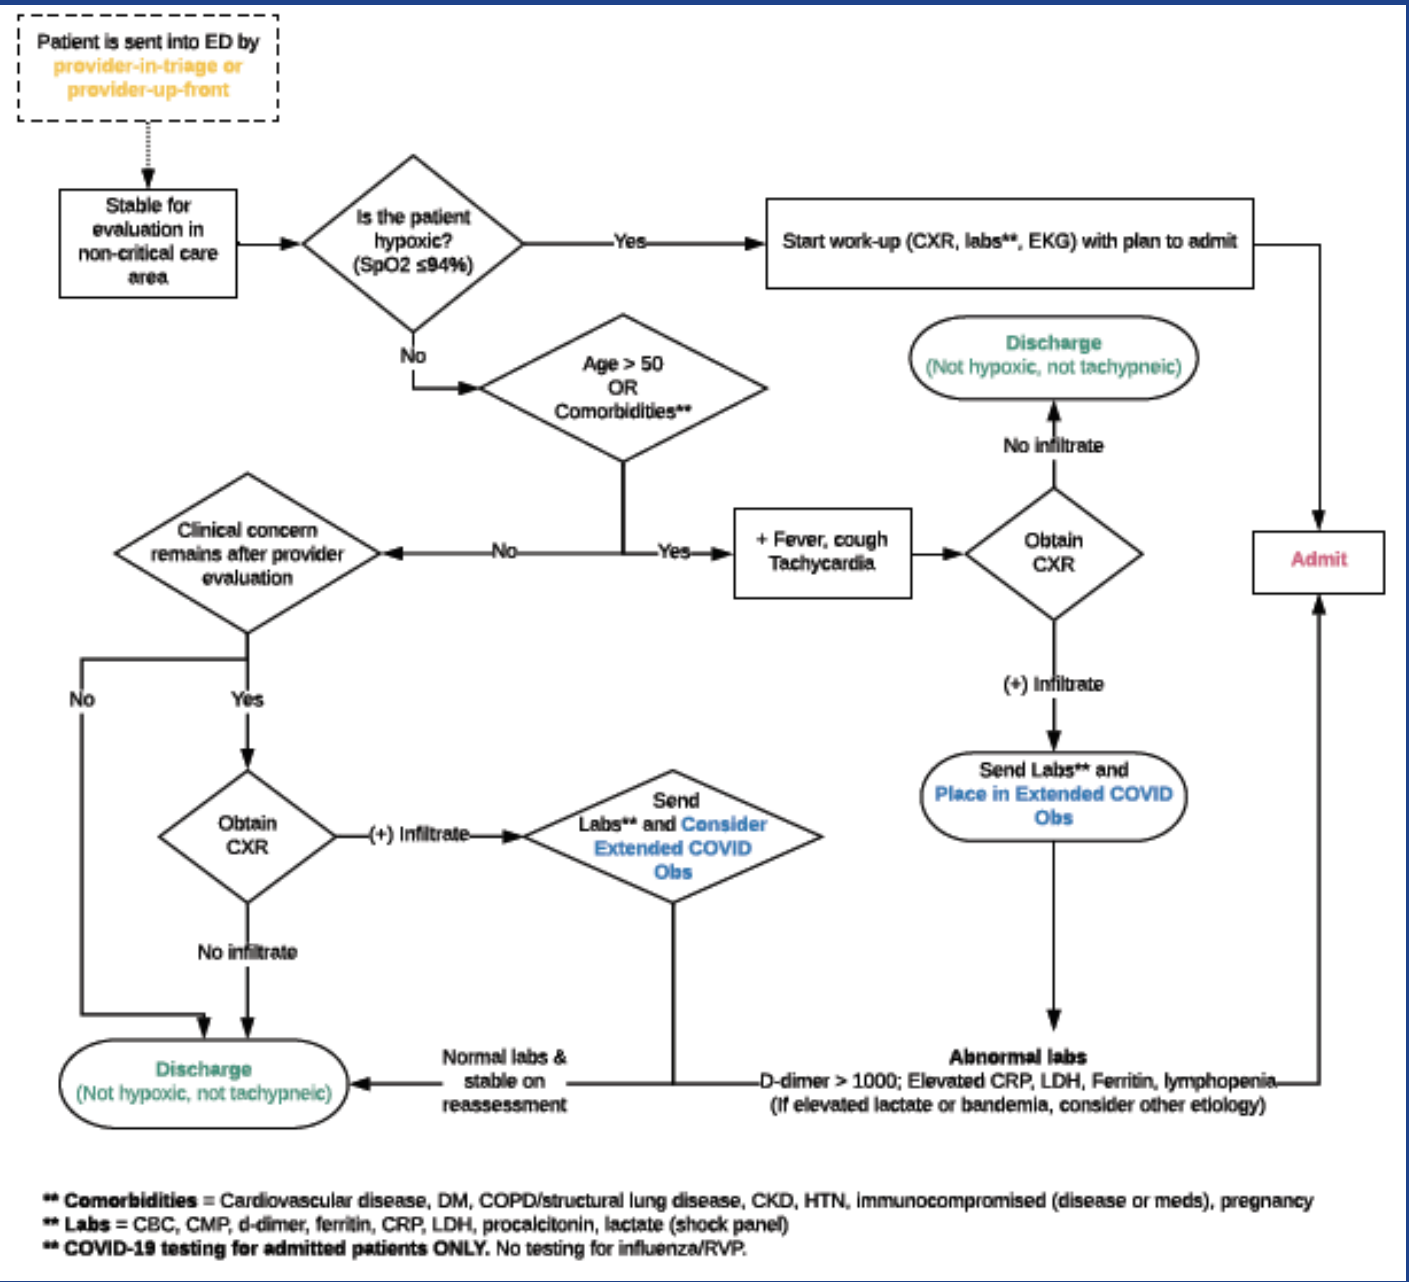 Patient is sent into ED by
provider-in-triage or
provider-up-front
Stable for
evaluation in
non-critical care
area
Is the patient
hypoxic?
(SpO2 ≤94%)
Yes
Start work-up (CXR, labs**, EKG) with plan to admit
No
Age > 50
OR
Comorbidities**
Discharge
(Not hypoxic, not tachypneic)
No infiltrate
Clinical concern
remains after provider
evaluation
No
Yes
+ Fever, cough
Tachycardia
Obtain
CXR
Admit
(+) Infiltrate
No
Yes
Send Labs** and
Place in Extended COVID
Obs
Obtain
CXR
(+) Infiltrate
Send
Labs** and Consider
Extended COVID
Obs
No infiltrate
Discharge
(Not hypoxic, not tachypneic)
Normal labs &
stable on
reassessment
Abnormal labs
D-dimer > 1000; Elevated CRP, LDH, Ferritin, lymphopenia
(If elevated lactate or bandemia, consider other etiology)
** Comorbidities = Cardiovascular disease, DM, COPD/structural lung disease, CKD, HTN, immunocompromised (disease or meds), pregnancy
** Labs = CBC, CMP, d-dimer, ferritin, CRP, LDH, procalcitonin, lactate (shock panel)
** COVID-19 testing for admitted patients ONLY. No testing for influenza/RVP.